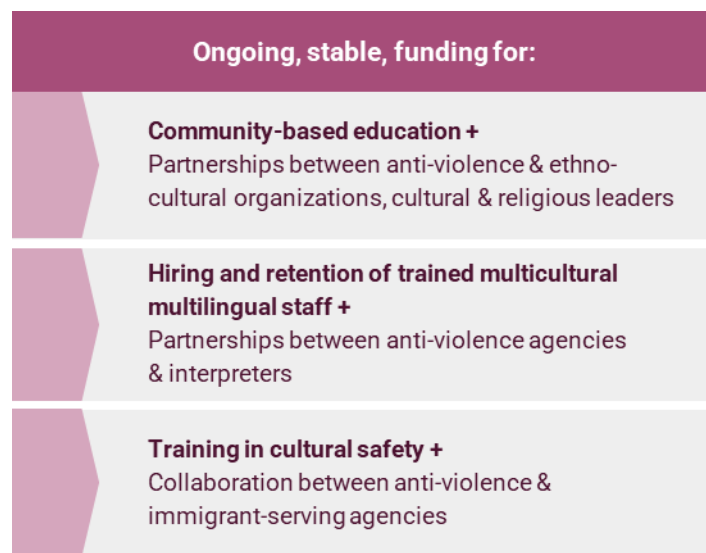 Ongoing, stable, funding for:
Community-based education +
Partnerships between anti-violence & ethno-
cultural organizations, cultural & religious leaders
Hiring and retention of trained multicultural
multilingual staff +
Partnerships between anti-violence agencies
& interpreters
Training in cultural safety +
Collaboration between anti-violence &
immigrant-serving agencies